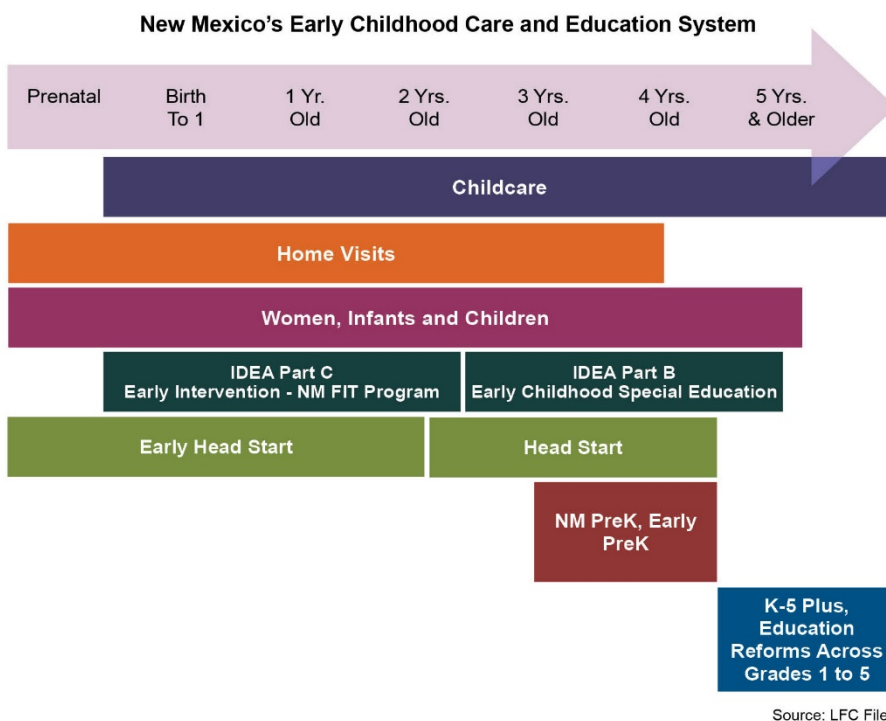 New Mexico's Early Childhood Care and Education System
Prenatal
Birth
To 1
1 Yr.
Old
2 Yrs.
Old
3 Yrs.
Old
4 Yrs.
Old
5 Yrs.
& Older
Childcare
Home Visits
Women, Infants and Children
IDEA Part C
Early Intervention - NM FIT Program
IDEA Part B
Early Childhood Special Education
Early Head Start
Head Start
NM PreK, Early
PreK
K-5 Plus,
Education
Reforms Across
Grades 1 to 5
Source: LFC File